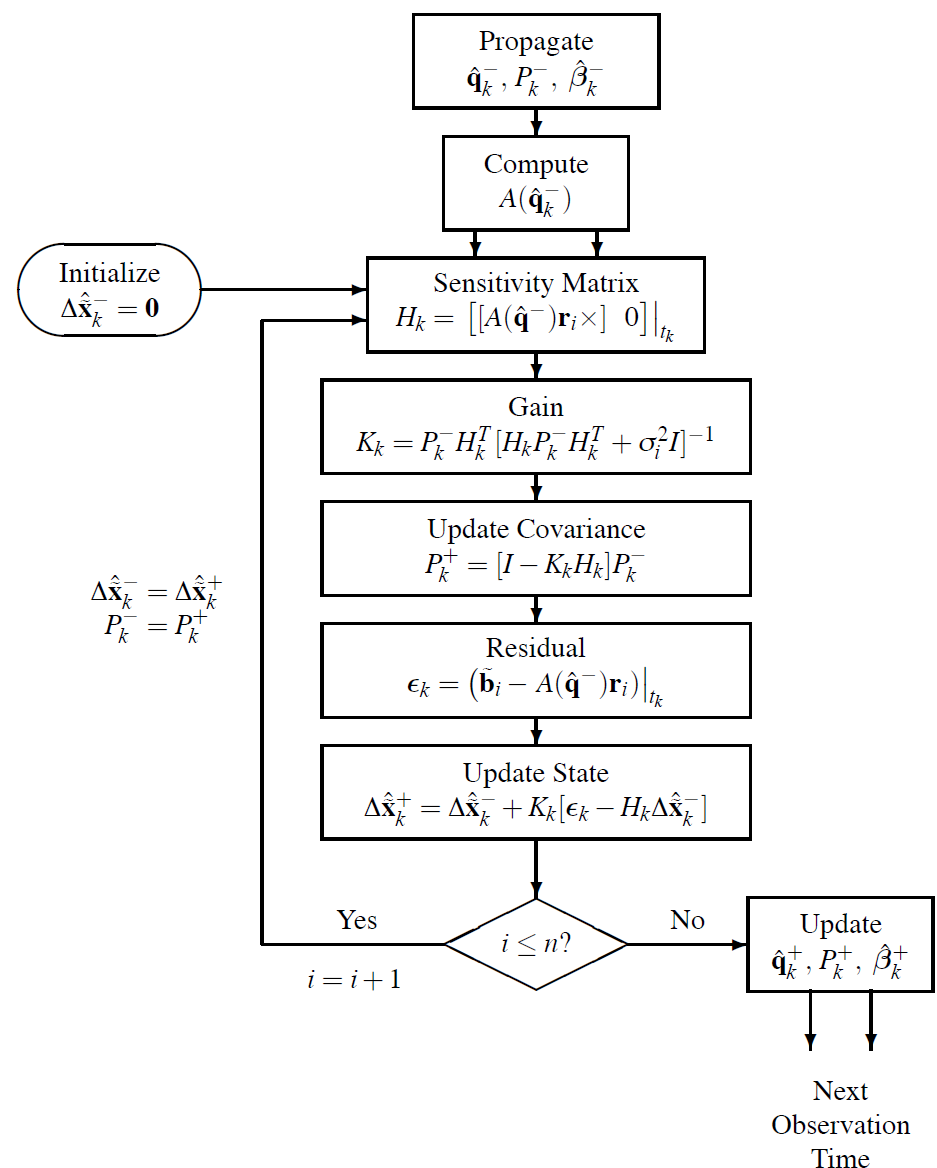 Propagate
$\hat{\mathbf{q}}_k^-, P_k^-, \hat{\boldsymbol{\beta}}_k^-$
Compute
$A(\hat{\mathbf{q}}_k^-)$
Initialize
$\Delta\hat{\tilde{\mathbf{x}}}_k^- = \mathbf{0}$
Sensitivity Matrix
$H_k = \left[[A(\hat{\mathbf{q}}^-)\mathbf{r}_i\times] \;\; 0\right]\big|_{t_k}$
Gain
$K_k = P_k^- H_k^T [H_k P_k^- H_k^T + \sigma_i^2 I]^{-1}$
Update Covariance
$P_k^+ = [I - K_k H_k] P_k^-$
$\Delta\hat{\tilde{\mathbf{x}}}_k^- = \Delta\hat{\tilde{\mathbf{x}}}_k^+$
$P_k^- = P_k^+$
Residual
$\boldsymbol{\epsilon}_k = \left(\tilde{\mathbf{b}}_i - A(\hat{\mathbf{q}}^-)\mathbf{r}_i\right)\big|_{t_k}$
Update State
$\Delta\hat{\tilde{\mathbf{x}}}_k^+ = \Delta\hat{\tilde{\mathbf{x}}}_k^- + K_k[\boldsymbol{\epsilon}_k - H_k \Delta\hat{\tilde{\mathbf{x}}}_k^-]$
Yes
$i \leq n?$
No
$i = i + 1$
Update
$\hat{\mathbf{q}}_k^+, P_k^+, \hat{\boldsymbol{\beta}}_k^+$
Next
Observation
Time